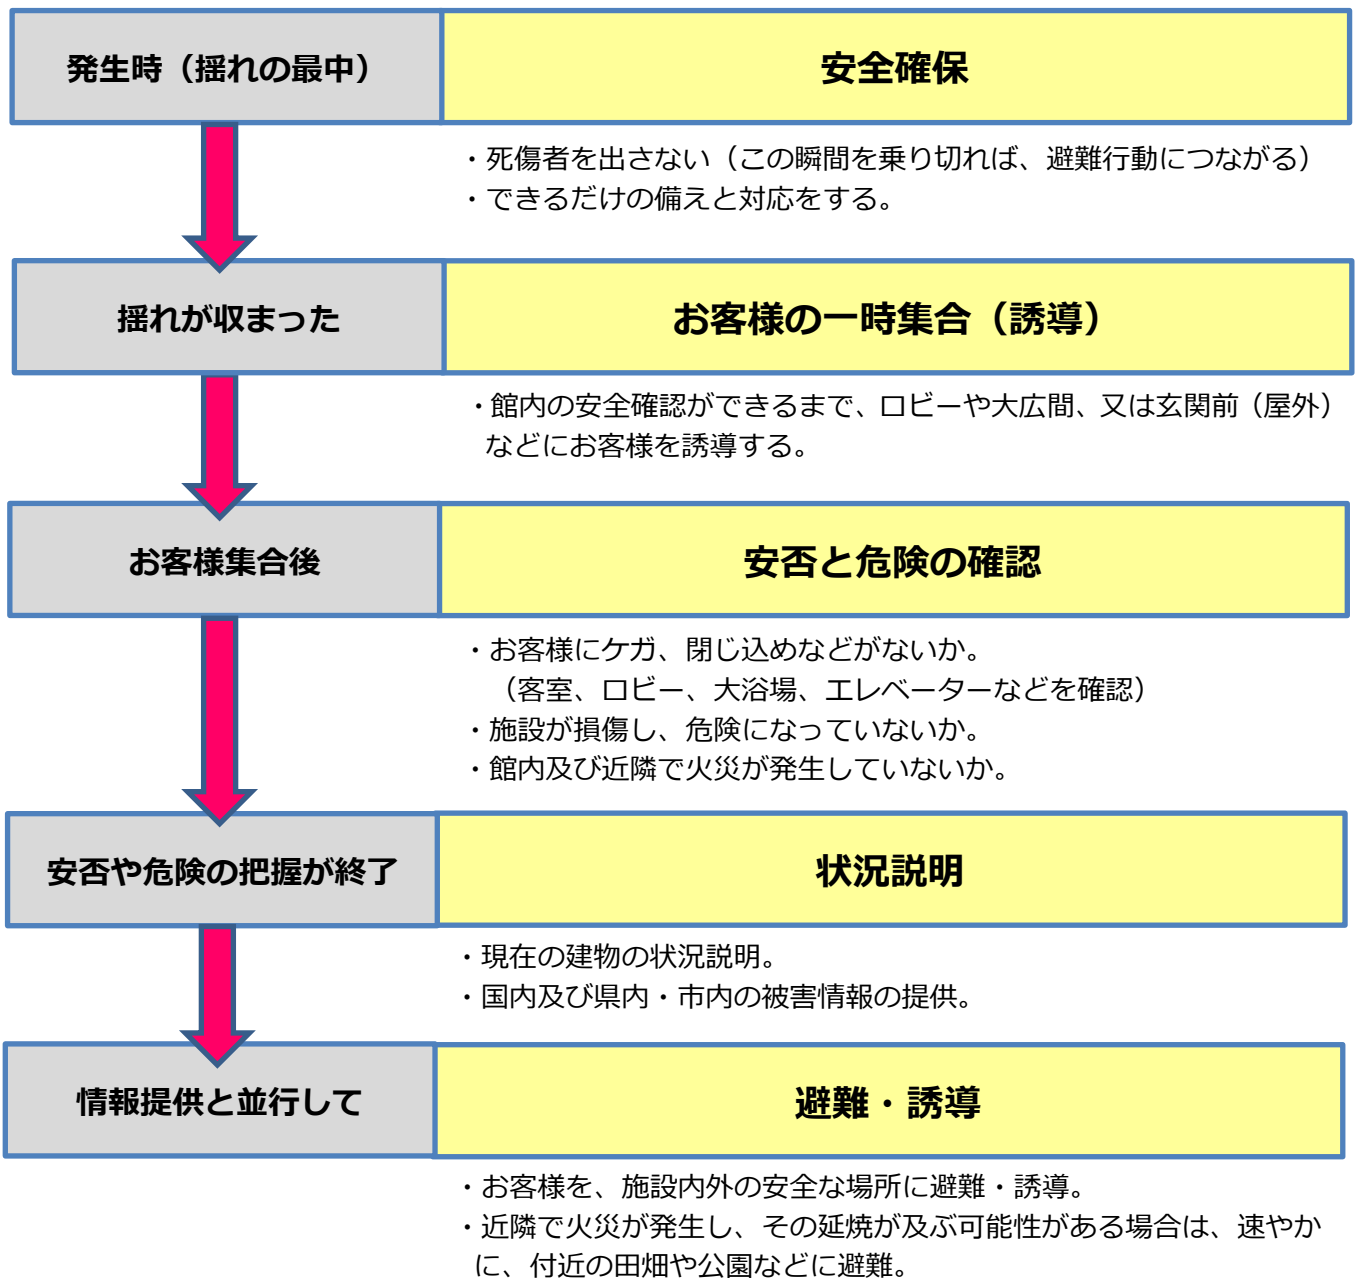 発生時（揺れの最中）
安全確保
・死傷者を出さない（この瞬間を乗り切れば、避難行動につながる）
・できるだけの備えと対応をする。
揺れが収まった
お客様の一時集合（誘導）
・館内の安全確認ができるまで、ロビーや大広間、又は玄関前（屋外）
などにお客様を誘導する。
お客様集合後
安否と危険の確認
・お客様にケガ、閉じ込めなどがないか。
（客室、ロビー、大浴場、エレベーターなどを確認）
・施設が損傷し、危険になっていないか。
・館内及び近隣で火災が発生していないか。
安否や危険の把握が終了
状況説明
・現在の建物の状況説明。
・国内及び県内・市内の被害情報の提供。
情報提供と並行して
避難・誘導
・お客様を、施設内外の安全な場所に避難・誘導。
・近隣で火災が発生し、その延焼が及ぶ可能性がある場合は、速やか
に、付近の田畑や公園などに避難。